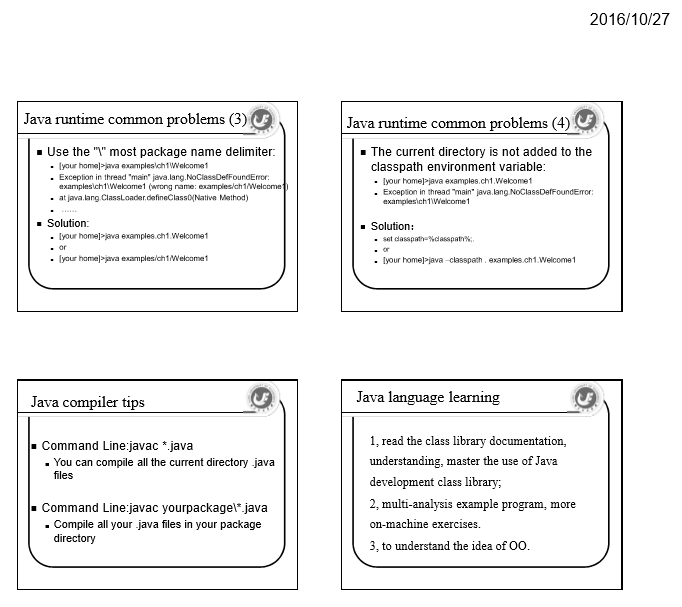 2016/10/27
Java runtime common problems (3)
Use the "\" most package name delimiter:
[your home]>java examples\ch1\Welcome1
Exception in thread "main" java.lang.NoClassDefFoundError:
examples\ch1\Welcome1 (wrong name: examples/ch1/Welcome1)
at java.lang.ClassLoader.defineClass0(Native Method)
......
Solution:
[your home]>java examples.ch1.Welcome1
or
[your home]>java examples/ch1/Welcome1
Java runtime common problems (4)
The current directory is not added to the
classpath environment variable:
[your home]>java examples.ch1.Welcome1
Exception in thread "main" java.lang.NoClassDefFoundError:
examples\ch1\Welcome1
Solution:
set classpath=%classpath%;.
or
[your home]>java –classpath . examples.ch1.Welcome1
Java compiler tips
Command Line:javac *.java
You can compile all the current directory .java
files
Command Line:javac yourpackage\*.java
Compile all your .java files in your package
directory
Java language learning
1, read the class library documentation,
understanding, master the use of Java
development class library;
2, multi-analysis example program, more
on-machine exercises.
3, to understand the idea of OO.